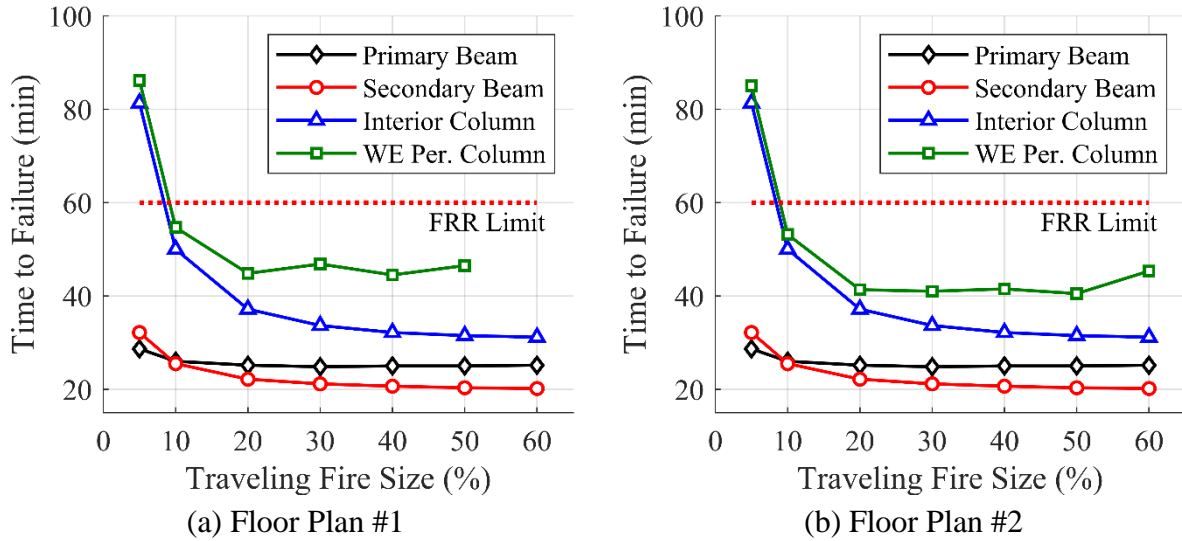 100
80
60
40
20
Time to Failure (min)
Primary Beam
Secondary Beam
Interior Column
WE Per. Column
FRR Limit
0 10 20 30 40 50 60
Traveling Fire Size (%)
(a) Floor Plan #1
100
80
60
40
20
Time to Failure (min)
Primary Beam
Secondary Beam
Interior Column
WE Per. Column
FRR Limit
0 10 20 30 40 50 60
Traveling Fire Size (%)
(b) Floor Plan #2